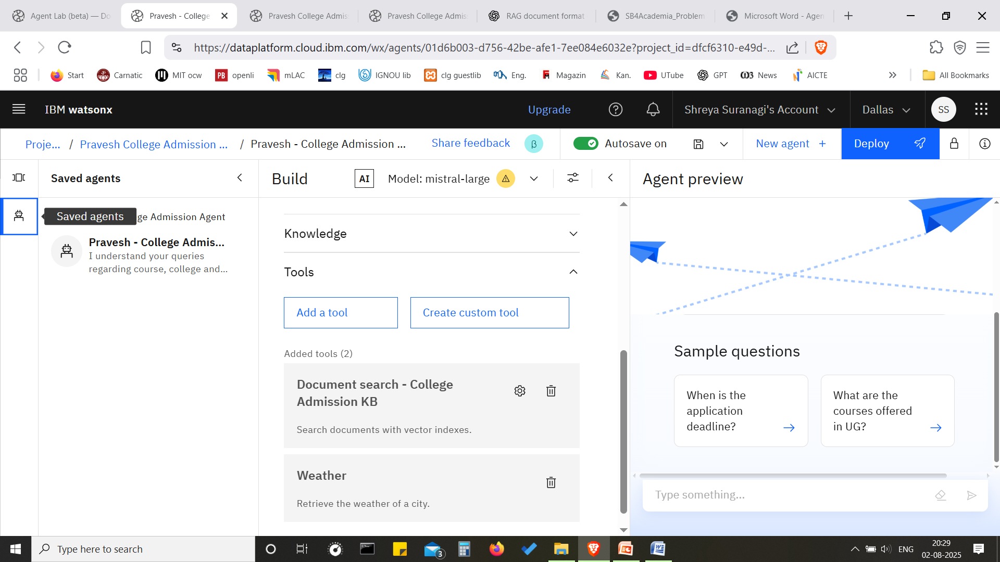 Agent Lab (beta) — Do
Pravesh - College
Pravesh College Admis
Pravesh College Admis
RAG document format
SB4Academia_Problem
Microsoft Word - Agen
https://dataplatform.cloud.ibm.com/wx/agents/01d6b003-d756-42be-afe1-7ee084e6032e?project_id=dfcf6310-e49d-...
Start
Carnatic
MIT ocw
PB openli
mLAC
clg
IGNOU lib
clg guestlib
Eng.
Magazin
Kan.
UTube
GPT
News
AICTE
All Bookmarks
IBM watsonx
Upgrade
Shreya Suranagi's Account
Dallas
SS
Proje... / Pravesh College Admission ... / Pravesh - College Admission ...
Share feedback
β
Autosave on
New agent +
Deploy
Saved agents
Saved agents
ge Admission Agent
Pravesh - College Admis...
I understand your queries
regarding course, college and...
Build
AI
Model: mistral-large
Knowledge
Tools
Add a tool
Create custom tool
Added tools (2)
Document search - College
Admission KB
Search documents with vector indexes.
Weather
Retrieve the weather of a city.
Agent preview
Sample questions
When is the
application
deadline?
What are the
courses offered
in UG?
Type something...
Type here to search
3
ENG
20:29
02-08-2025